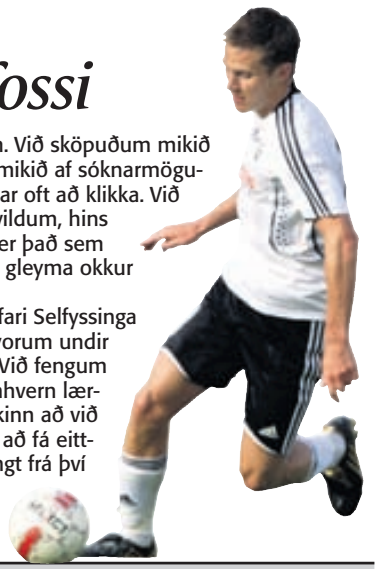 fossi
n. Við sköpuðum mikið
mikið af sóknarmögu-
ar oft að klikka. Við
vildum, hins
er það sem
gleyma okkur
fari Selfyssinga
vorum undir
Við fengum
hvern lær-
kinn að við
að fá eitt-
ngt frá því